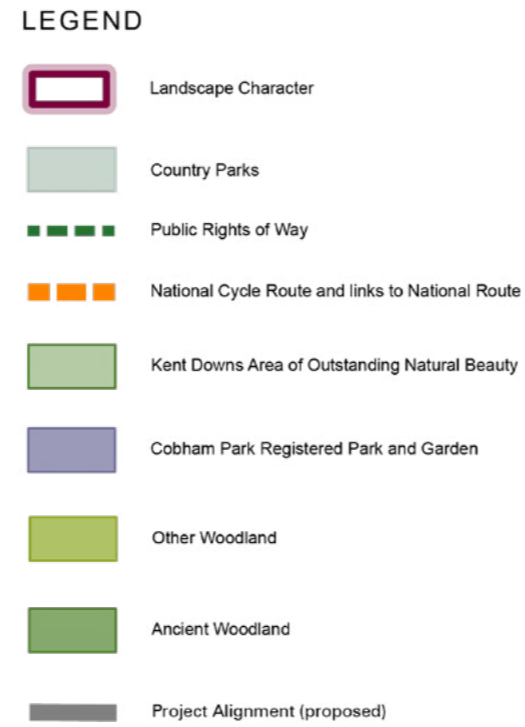 LEGEND
Landscape Character
Country Parks
Public Rights of Way
National Cycle Route and links to National Route
Kent Downs Area of Outstanding Natural Beauty
Cobham Park Registered Park and Garden
Other Woodland
Ancient Woodland
Project Alignment (proposed)